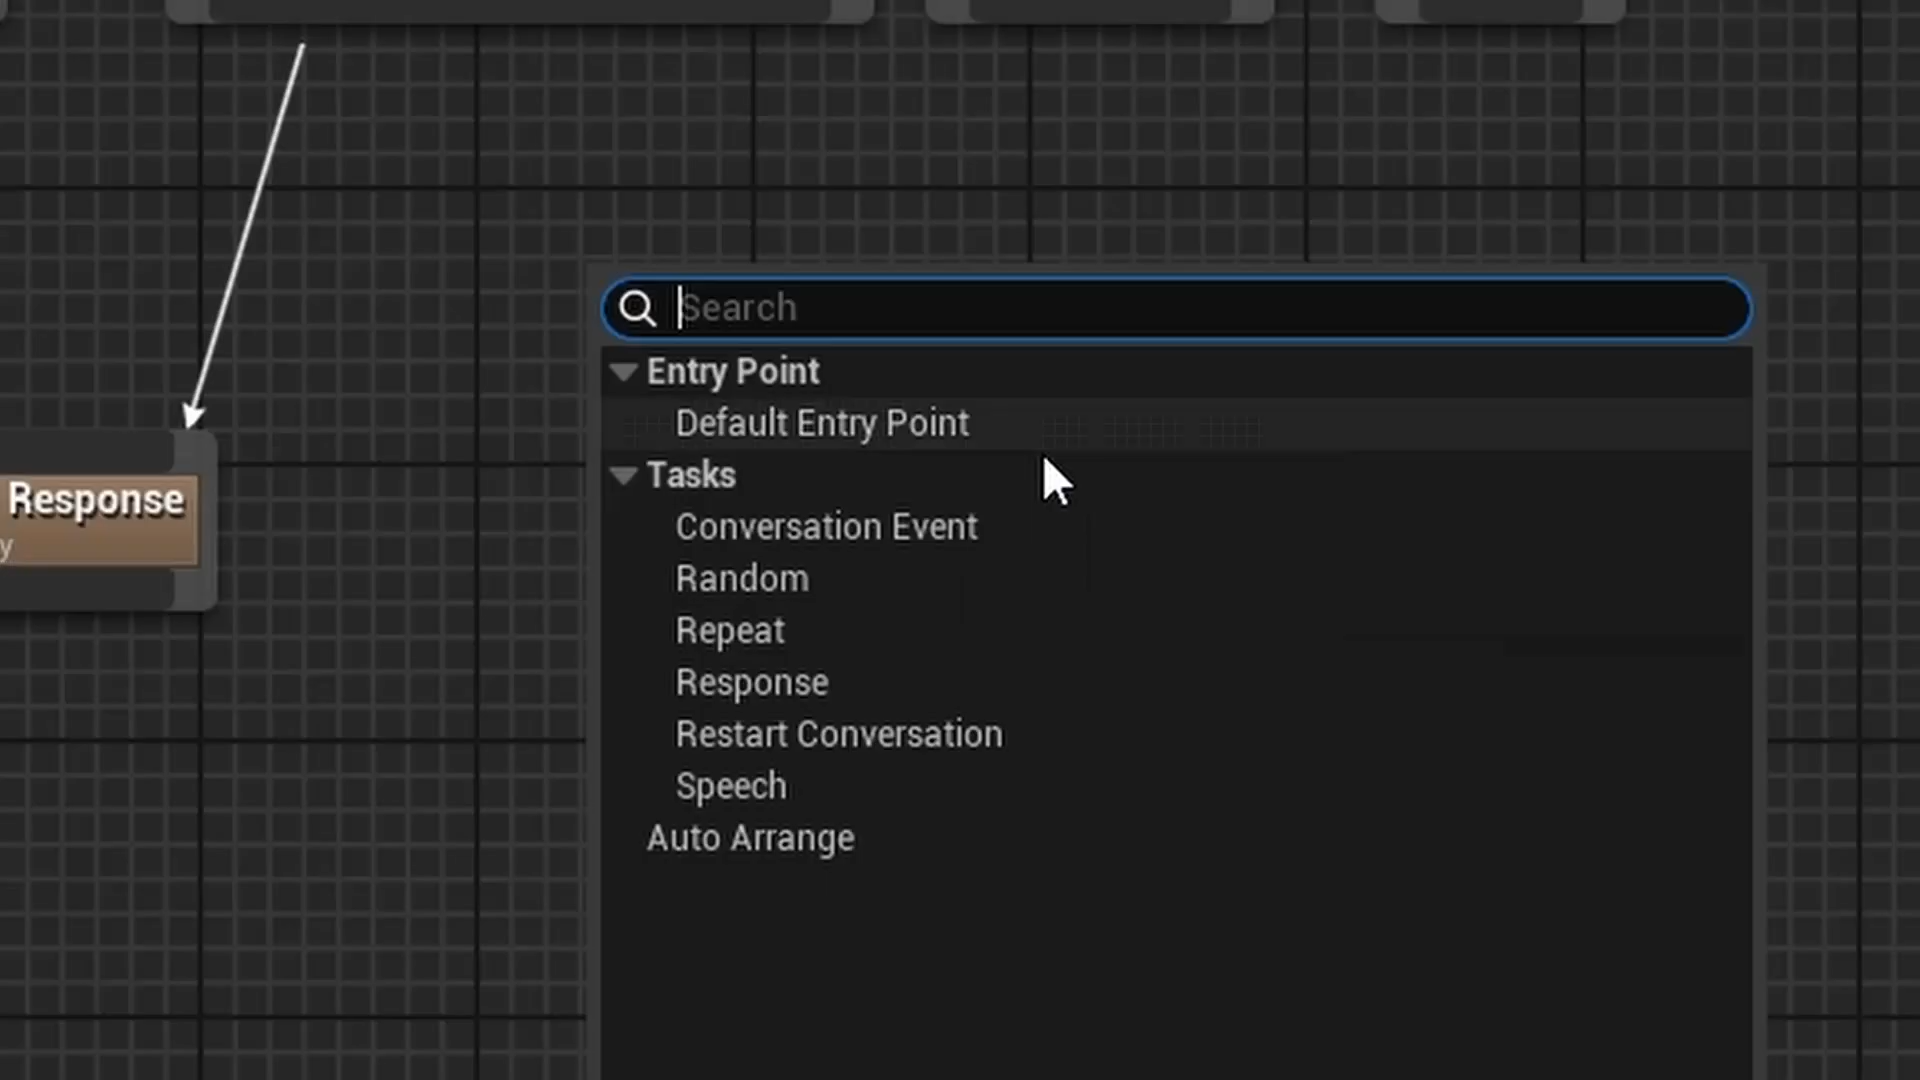 Search
Entry Point
Default Entry Point
Tasks
Response
y
Conversation Event
Random
Repeat
Response
Restart Conversation
Speech
Auto Arrange